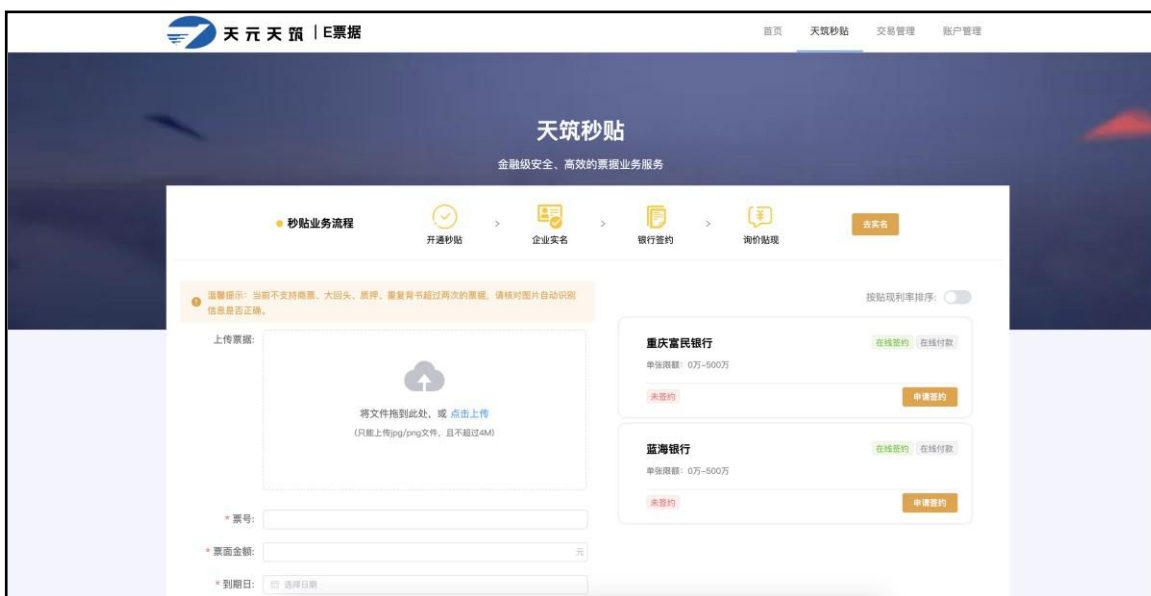 天元天筑 | E票据
首页 天筑秒贴 交易管理 账户管理
天筑秒贴
金融级安全、高效的票据业务服务
秒贴业务流程
开通秒贴 > 企业实名 > 银行签约 > 询价贴现
去实名
温馨提示：当前不支持商票、大回头、质押、重复背书超过两次的票据，请核对图片自动识别
信息是否正确。
按贴现利率排序:
上传票据:
将文件拖到此处，或 点击上传
(只能上传jpg/png文件，且不超过4M)
* 票号:
* 票面金额: 元
* 到期日: 选择日期
重庆富民银行 在线签约 在线付款
单张限额：0万~500万
未签约 申请签约
蓝海银行 在线签约 在线付款
单张限额：0万~500万
未签约 申请签约